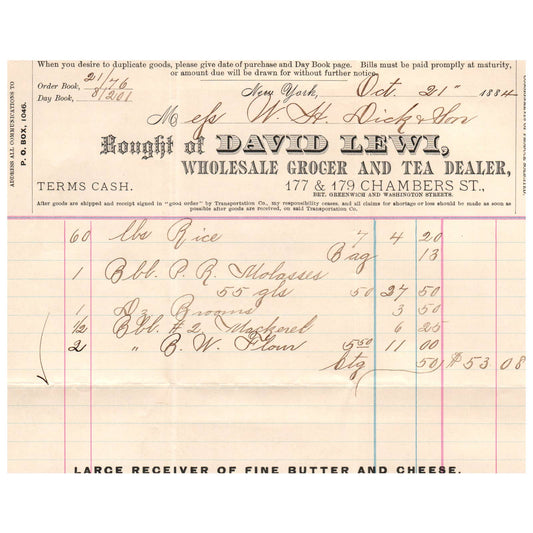 When you desire to duplicate goods, please give date of purchase and Day Book page. Bills must be paid promptly at maturity,
or amount due will be drawn for without further notice.
Order Book, 21/76
Day Book, 8/201
New York, Oct. 21" 1884
Mess W. H. Dick & Son
Bought of DAVID LEWI,
WHOLESALE GROCER AND TEA DEALER,
TERMS CASH. 177 & 179 CHAMBERS ST.,
BET. GREENWICH AND WASHINGTON STREETS.
After goods are shipped and receipt signed in "good order" by Transportation Co., my responsibility ceases, and all claims for shortage or loss should be made as soon as
possible after goods are received, on said Transportation Co.
ADDRESS ALL COMMUNICATIONS TO
P. O. BOX, 1046.
60 lbs Rice 7 4 20
Bag 13
1 Bbl. P. R. Molasses
55 gls 50 27 50
1 Dz Brooms 3 50
1/2 Bbl #2, Mackerel 6 25
2 " B. W. Flour 5.50 11 00
Ctg 50 $53.08
LARGE RECEIVER OF FINE BUTTER AND CHEESE.